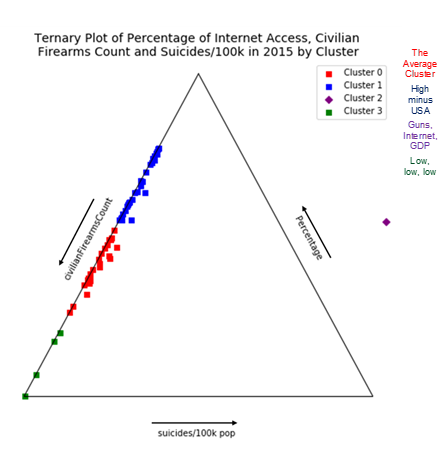 Ternary Plot of Percentage of Internet Access, Civilian
Firearms Count and Suicides/100k in 2015 by Cluster
Cluster 0
Cluster 1
Cluster 2
Cluster 3
The
Average
Cluster
High
minus
USA
Guns,
Internet,
GDP
Low,
low, low
civilianFirearmsCount
Percentage
suicides/100k pop